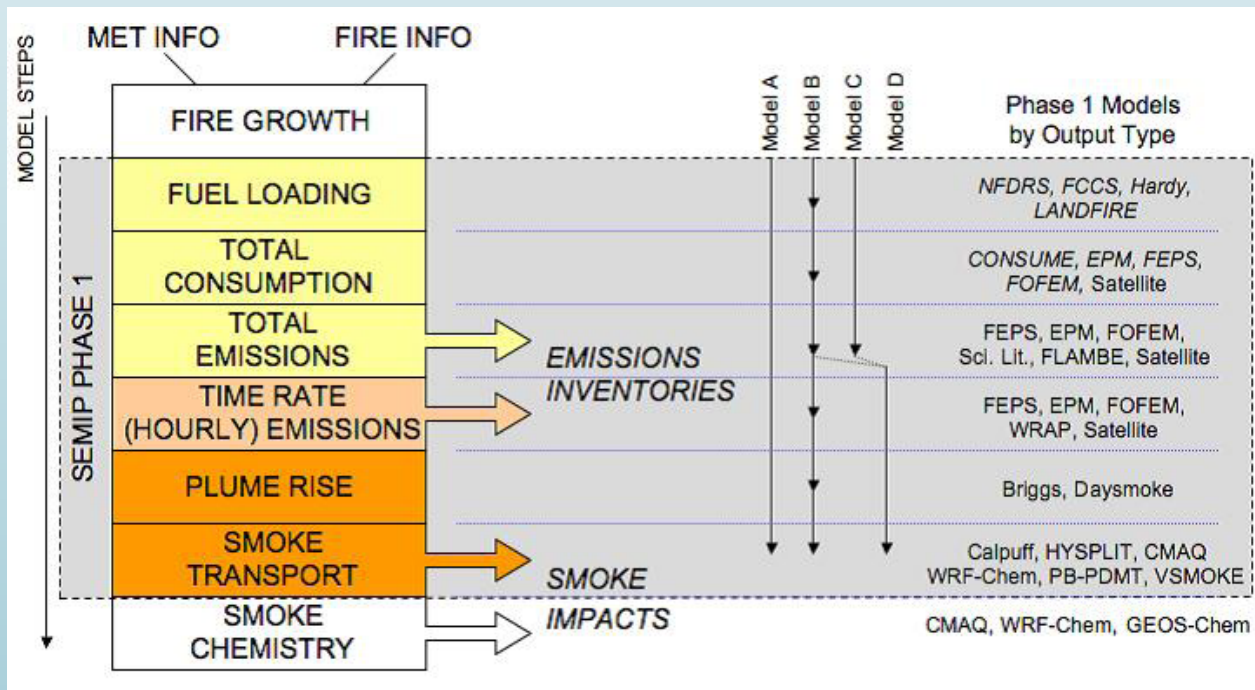 MODEL STEPS
MET INFO
FIRE INFO
FIRE GROWTH
SEMIP PHASE 1
FUEL LOADING
TOTAL
CONSUMPTION
TOTAL
EMISSIONS
TIME RATE
(HOURLY) EMISSIONS
PLUME RISE
SMOKE
TRANSPORT
SMOKE
CHEMISTRY
EMISSIONS
INVENTORIES
SMOKE
IMPACTS
Model A
Model B
Model C
Model D
Phase 1 Models
by Output Type
NFDRS, FCCS, Hardy,
LANDFIRE
CONSUME, EPM, FEPS,
FOFEM, Satellite
FEPS, EPM, FOFEM,
Sci. Lit., FLAMBE, Satellite
FEPS, EPM, FOFEM,
WRAP, Satellite
Briggs, Daysmoke
Calpuff, HYSPLIT, CMAQ
WRF-Chem, PB-PDMT, VSMOKE
CMAQ, WRF-Chem, GEOS-Chem